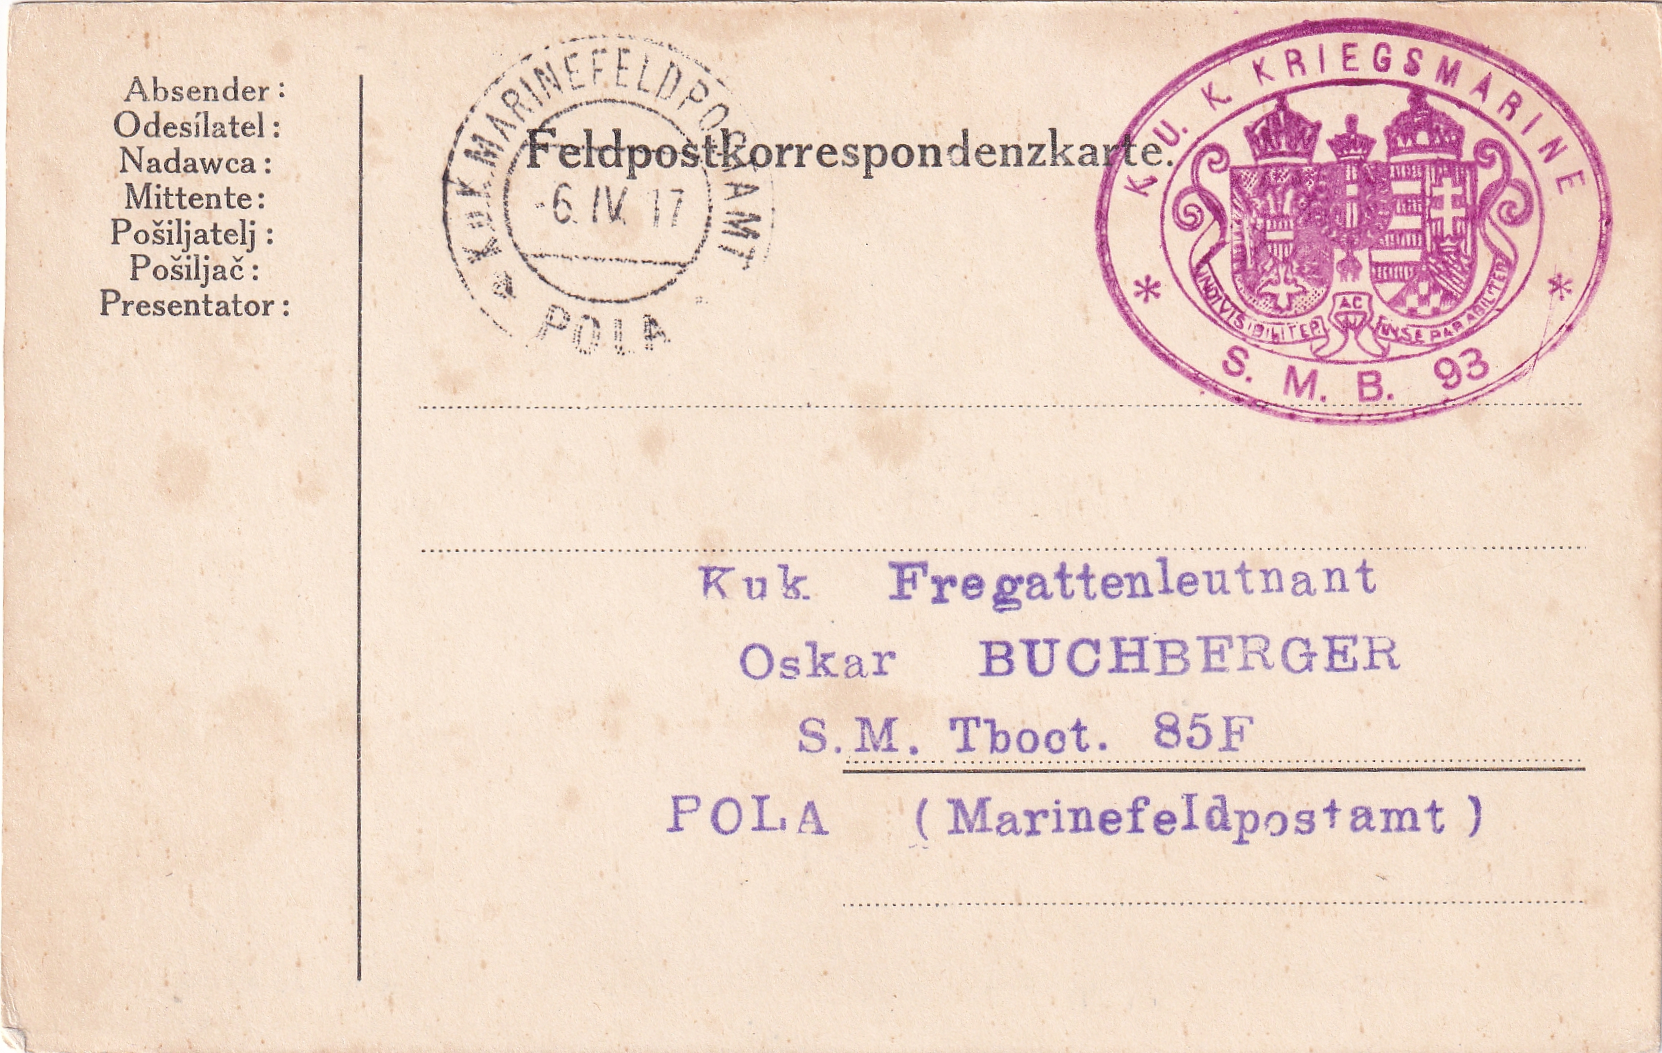 Absender:
Odesílatel:
Nadawca:
Mittente:
Pošiljatelj:
Pošiljač:
Presentator:
K.u.K. MARINEFELDPOSTAMT
-6. IV. 17
POLA
Feldpostkorrespondenzkarte.
K. U. K. KRIEGSMARINE
INDIVISIBILITER AC INSEPARABILITER
S. M. B. 93
Kuk. Fregattenleutnant
Oskar BUCHBERGER
S.M. Tboot. 85F
POLA (Marinefeldpostamt)